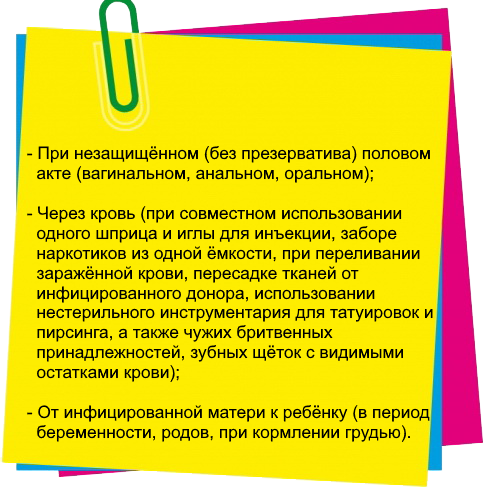 - При незащищённом (без презерватива) половом
акте (вагинальном, анальном, оральном);
- Через кровь (при совместном использовании
одного шприца и иглы для инъекции, заборе
наркотиков из одной ёмкости, при переливании
заражённой крови, пересадке тканей от
инфицированного донора, использовании
нестерильного инструментария для татуировок и
пирсинга, а также чужих бритвенных
принадлежностей, зубных щёток с видимыми
остатками крови);
- От инфицированной матери к ребёнку (в период
беременности, родов, при кормлении грудью).